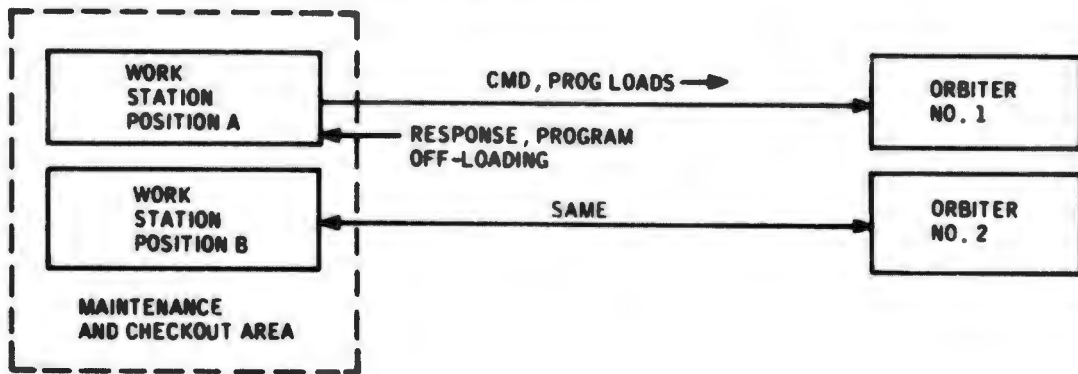 WORK
STATION
POSITION A
CMD, PROG LOADS
RESPONSE, PROGRAM
OFF-LOADING
ORBITER
NO. 1
WORK
STATION
POSITION B
SAME
ORBITER
NO. 2
MAINTENANCE
AND CHECKOUT AREA